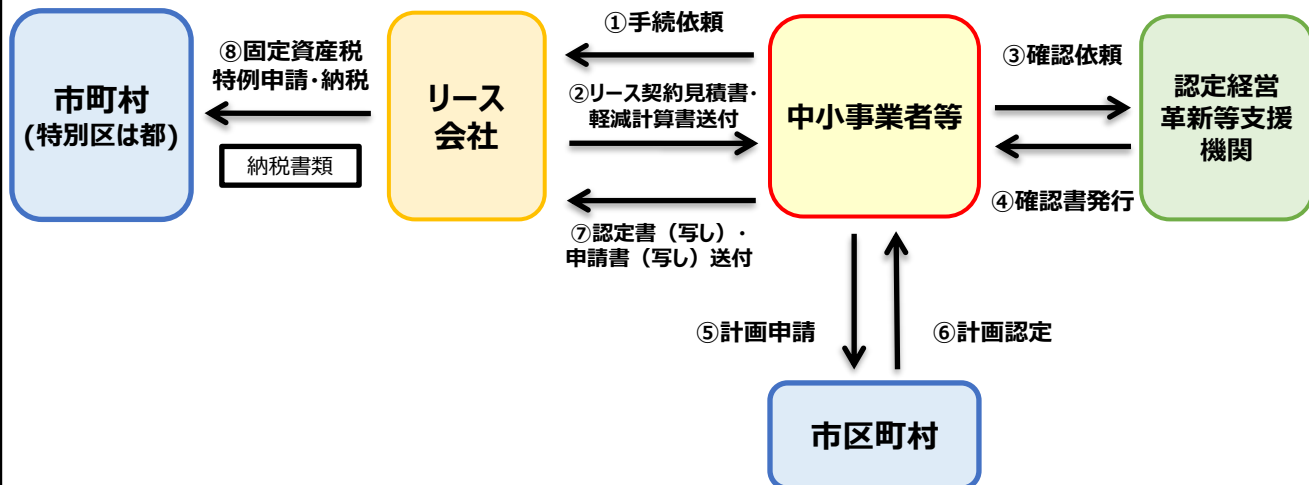 市町村
(特別区は都)
⑧固定資産税
特例申請・納税
納税書類
リース
会社
①手続依頼
②リース契約見積書・
軽減計算書送付
⑦認定書（写し）・
申請書（写し）送付
中小事業者等
③確認依頼
④確認書発行
認定経営
革新等支援
機関
⑤計画申請
⑥計画認定
市区町村